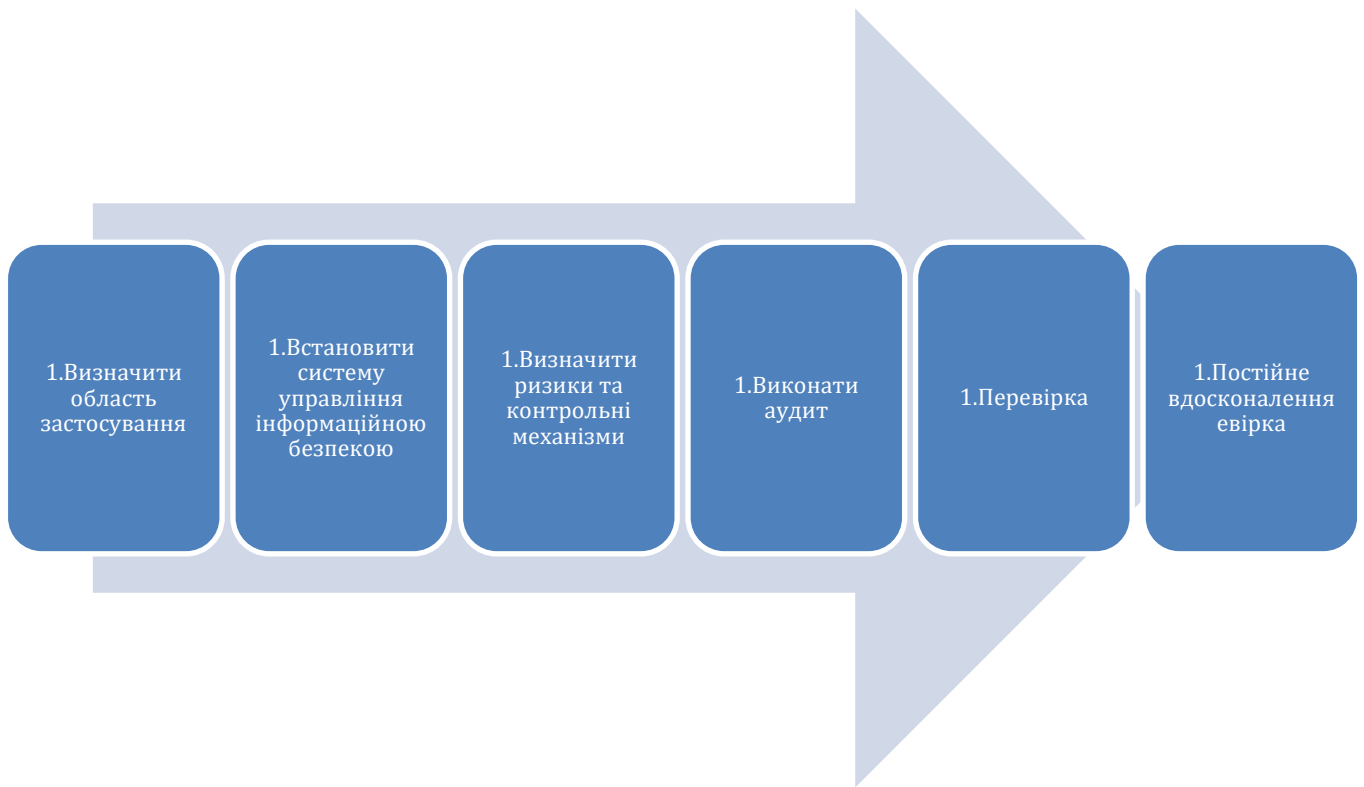 1.Визначити
область
застосування
1.Встановити
систему
управління
інформаційною
безпекою
1.Визначити
ризики та
контрольні
механізми
1.Виконати
аудит
1.Перевірка
1.Постійне
вдосконалення
евірка